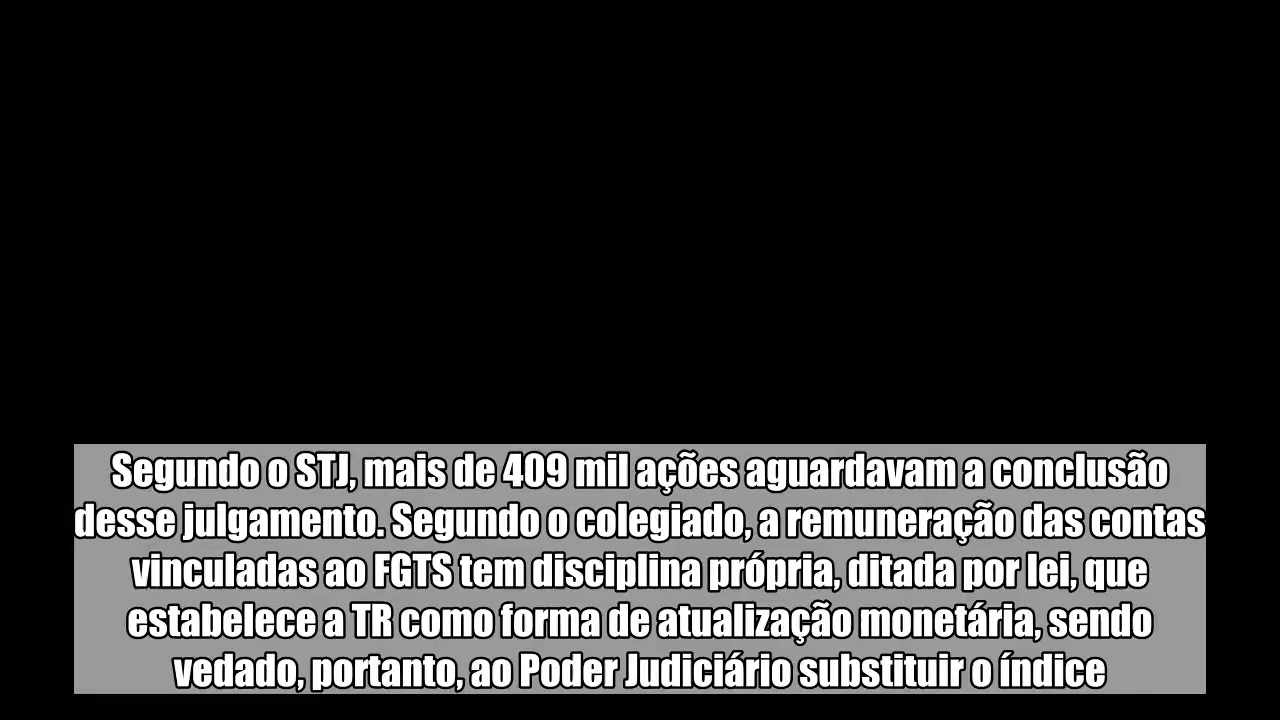 Segundo o STJ, mais de 409 mil ações aguardavam a conclusão
desse julgamento. Segundo o colegiado, a remuneração das contas
vinculadas ao FGTS tem disciplina própria, ditada por lei, que
estabelece a TR como forma de atualização monetária, sendo
vedado, portanto, ao Poder Judiciário substituir o índice